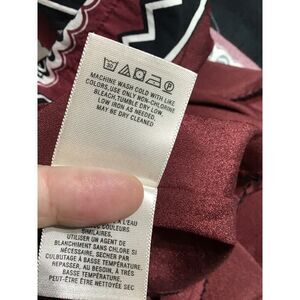 30
P
MACHINE WASH COLD WITH LIKE
COLORS, USE ONLY NON-CHLORINE
BLEACH, TUMBLE DRY LOW,
LOW IRON AS NEEDED,
MAY BE DRY CLEANED
À L'EAU
COULEURS
SIMILAIRES,
UTILISER UN AGENT DE
BLANCHIMENT SANS CHLORE SI
NÉCESSAIRE, SÉCHER PAR
CULBUTAGE À BASSE TEMPÉRATURE,
REPASSER, AU BESOIN, À TRÈS
BASSE TEMPÉRATURE.
PEUT-ÊTRE NETTOYÉE SEC